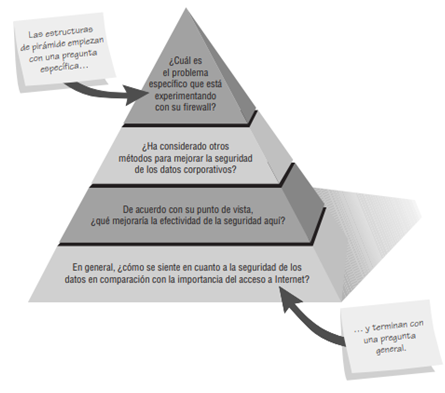 Las estructuras
de pirámide empiezan
con una pregunta
específica...
¿Cuál es
el problema
específico que está
experimentando
con su firewall?
¿Ha considerado otros
métodos para mejorar la seguridad
de los datos corporativos?
De acuerdo con su punto de vista,
¿qué mejoraría la efectividad de la seguridad aquí?
En general, ¿cómo se siente en cuanto a la seguridad de los
datos en comparación con la importancia del acceso a Internet?
... y terminan con
una pregunta
general.